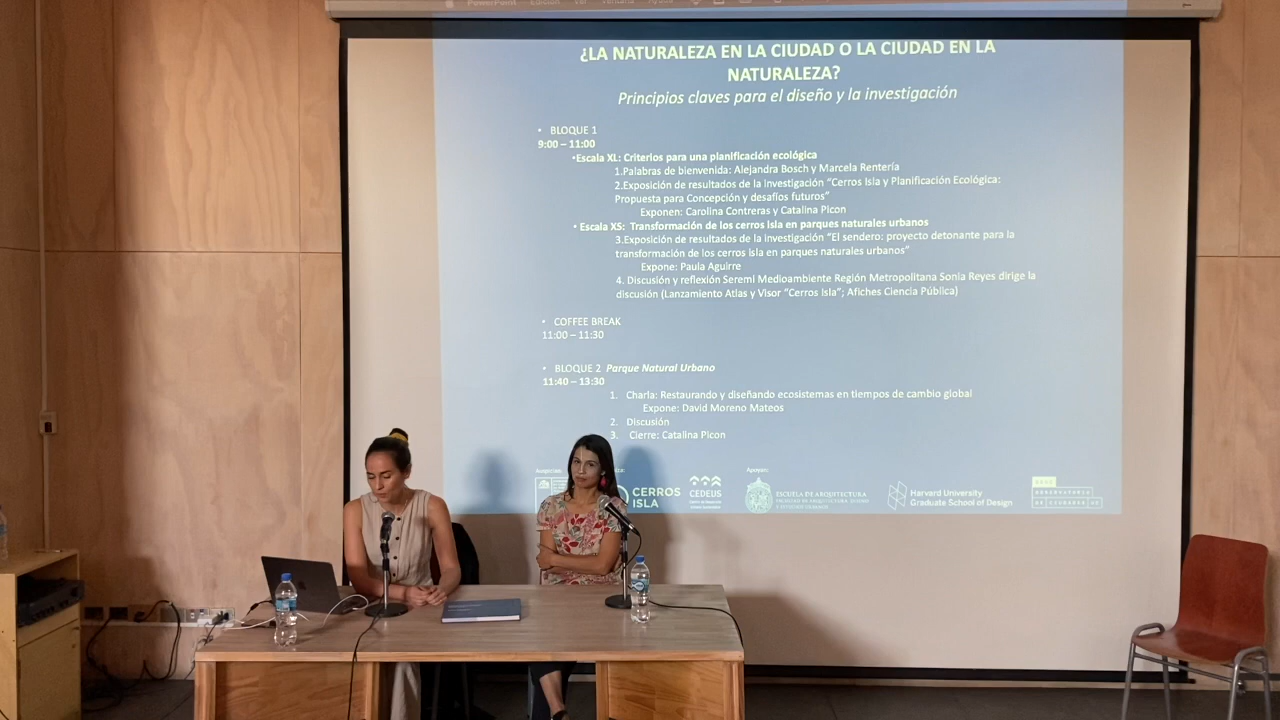 PowerPoint Edición Ver Ventana Ayuda
¿LA NATURALEZA EN LA CIUDAD O LA CIUDAD EN LA
NATURALEZA?
Principios claves para el diseño y la investigación
• BLOQUE 1
9:00 – 11:00
•Escala XL: Criterios para una planificación ecológica
1.Palabras de bienvenida: Alejandra Bosch y Marcela Rentería
2.Exposición de resultados de la investigación “Cerros Isla y Planificación Ecológica:
Propuesta para Concepción y desafíos futuros”
Exponen: Carolina Contreras y Catalina Picon
• Escala XS: Transformación de los cerros isla en parques naturales urbanos
3.Exposición de resultados de la investigación “El sendero: proyecto detonante para la
transformación de los cerros isla en parques naturales urbanos”
Expone: Paula Aguirre
4. Discusión y reflexión Seremi Medioambiente Región Metropolitana Sonia Reyes dirige la
discusión (Lanzamiento Atlas y Visor “Cerros Isla”; Afiches Ciencia Pública)
• COFFEE BREAK
11:00 – 11:30
• BLOQUE 2 Parque Natural Urbano
11:40 – 13:30
1. Charla: Restaurando y diseñando ecosistemas en tiempos de cambio global
Expone: David Moreno Mateos
2. Discusión
3. Cierre: Catalina Picon
Auspician:
Apoyan:
CERROS
ISLA
CEDEUS
ESCUELA DE ARQUITECTURA
Harvard University
Graduate School of Design